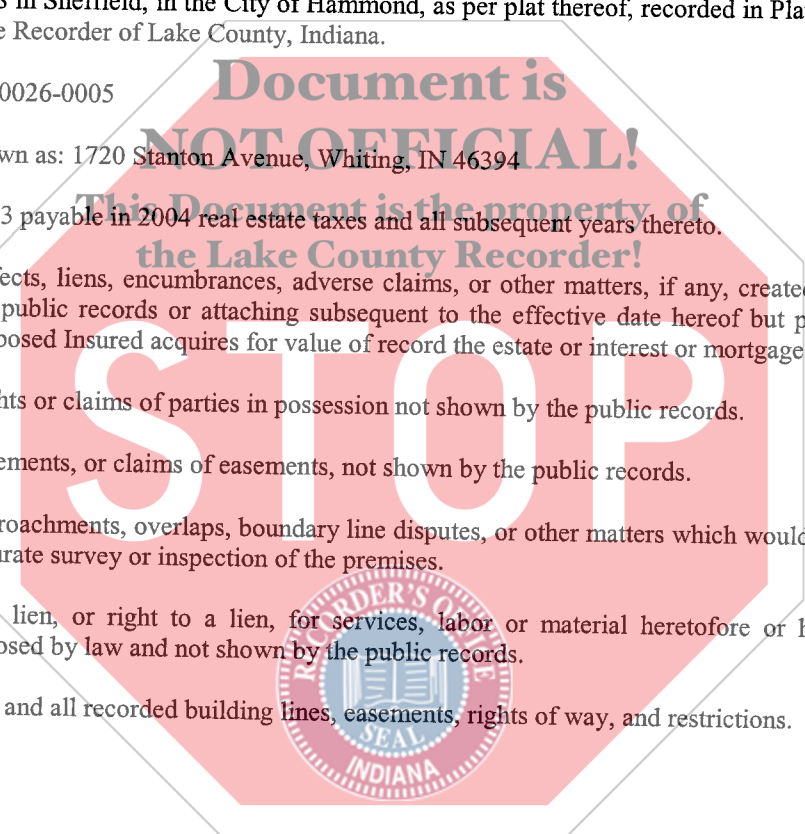 s in Sheffield, in the City of Hammond, as per plat thereof, recorded in Pla
e Recorder of Lake County, Indiana.
Document is
0026-0005
NOT OFFICIAL!
wn as: 1720 Stanton Avenue, Whiting, IN 46394
This Document is the property of
3 payable in 2004 real estate taxes and all subsequent years thereto.
the Lake County Recorder!
ects, liens, encumbrances, adverse claims, or other matters, if any, create
public records or attaching subsequent to the effective date hereof but p
posed Insured acquires for value of record the estate or interest or mortgage
STOP
hts or claims of parties in possession not shown by the public records.
ements, or claims of easements, not shown by the public records.
roachments, overlaps, boundary line disputes, or other matters which would
urate survey or inspection of the premises.
lien, or right to a lien, for services, labor or material heretofore or h
osed by law and not shown by the public records.
and all recorded building lines, easements, rights of way, and restrictions.
RECORDER'S OFFICE
SEAL
INDIANA